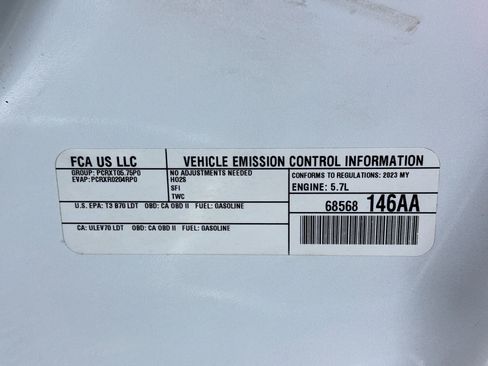 FCA US LLC
VEHICLE EMISSION CONTROL INFORMATION
GROUP: PCRXT05.75P0
EVAP: PCRXR0204RP0
NO ADJUSTMENTS NEEDED
HO2S
SFI
TWC
CONFORMS TO REGULATIONS: 2023 MY
ENGINE: 5.7L
U.S. EPA: T3 B70 LDT OBD: CA OBD II FUEL: GASOLINE
68568 146AA
CA: ULEV70 LDT OBD: CA OBD II FUEL: GASOLINE